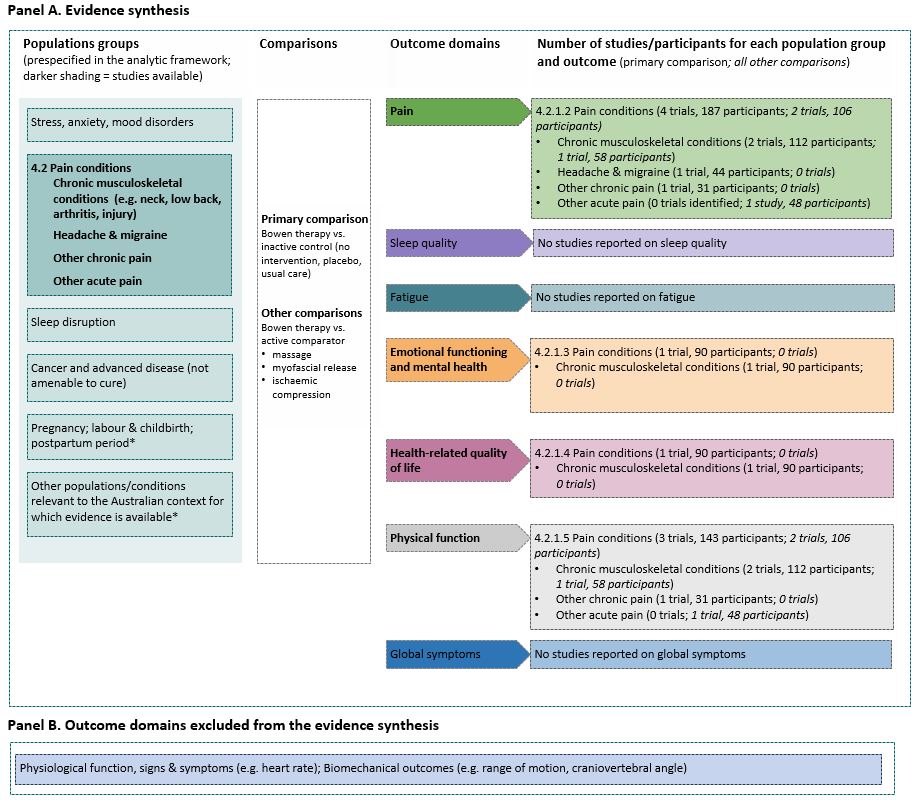 Panel A. Evidence synthesis
Populations groups
(prespecified in the analytic framework;
darker shading = studies available)
Stress, anxiety, mood disorders
4.2 Pain conditions
Chronic musculoskeletal
conditions (e.g. neck, low back,
arthritis, injury)
Headache & migraine
Other chronic pain
Other acute pain
Sleep disruption
Cancer and advanced disease (not
amenable to cure)
Pregnancy; labour & childbirth;
postpartum period*
Other populations/conditions
relevant to the Australian context for
which evidence is available*
Comparisons
Primary comparison
Bowen therapy vs.
inactive control (no
intervention, placebo,
usual care)
Other comparisons
Bowen therapy vs.
active comparator
• massage
• myofascial release
• ischaemic
compression
Outcome domains
Number of studies/participants for each population group
and outcome (primary comparison; all other comparisons)
Pain
4.2.1.2 Pain conditions (4 trials, 187 participants; 2 trials, 106
participants)
• Chronic musculoskeletal conditions (2 trials, 112 participants;
1 trial, 58 participants)
• Headache & migraine (1 trial, 44 participants; 0 trials)
• Other chronic pain (1 trial, 31 participants; 0 trials)
• Other acute pain (0 trials identified; 1 study, 48 participants)
Sleep quality
No studies reported on sleep quality
Fatigue
No studies reported on fatigue
Emotional functioning
and mental health
4.2.1.3 Pain conditions (1 trial, 90 participants; 0 trials)
• Chronic musculoskeletal conditions (1 trial, 90 participants;
0 trials)
Health-related quality
of life
4.2.1.4 Pain conditions (1 trial, 90 participants; 0 trials)
• Chronic musculoskeletal conditions (1 trial, 90 participants;
0 trials)
Physical function
4.2.1.5 Pain conditions (3 trials, 143 participants; 2 trials, 106
participants)
• Chronic musculoskeletal conditions (2 trials, 112 participants;
1 trial, 58 participants)
• Other chronic pain (1 trial, 31 participants; 0 trials)
• Other acute pain (0 trials; 1 trial, 48 participants)
Global symptoms
No studies reported on global symptoms
Panel B. Outcome domains excluded from the evidence synthesis
Physiological function, signs & symptoms (e.g. heart rate); Biomechanical outcomes (e.g. range of motion, craniovertebral angle)